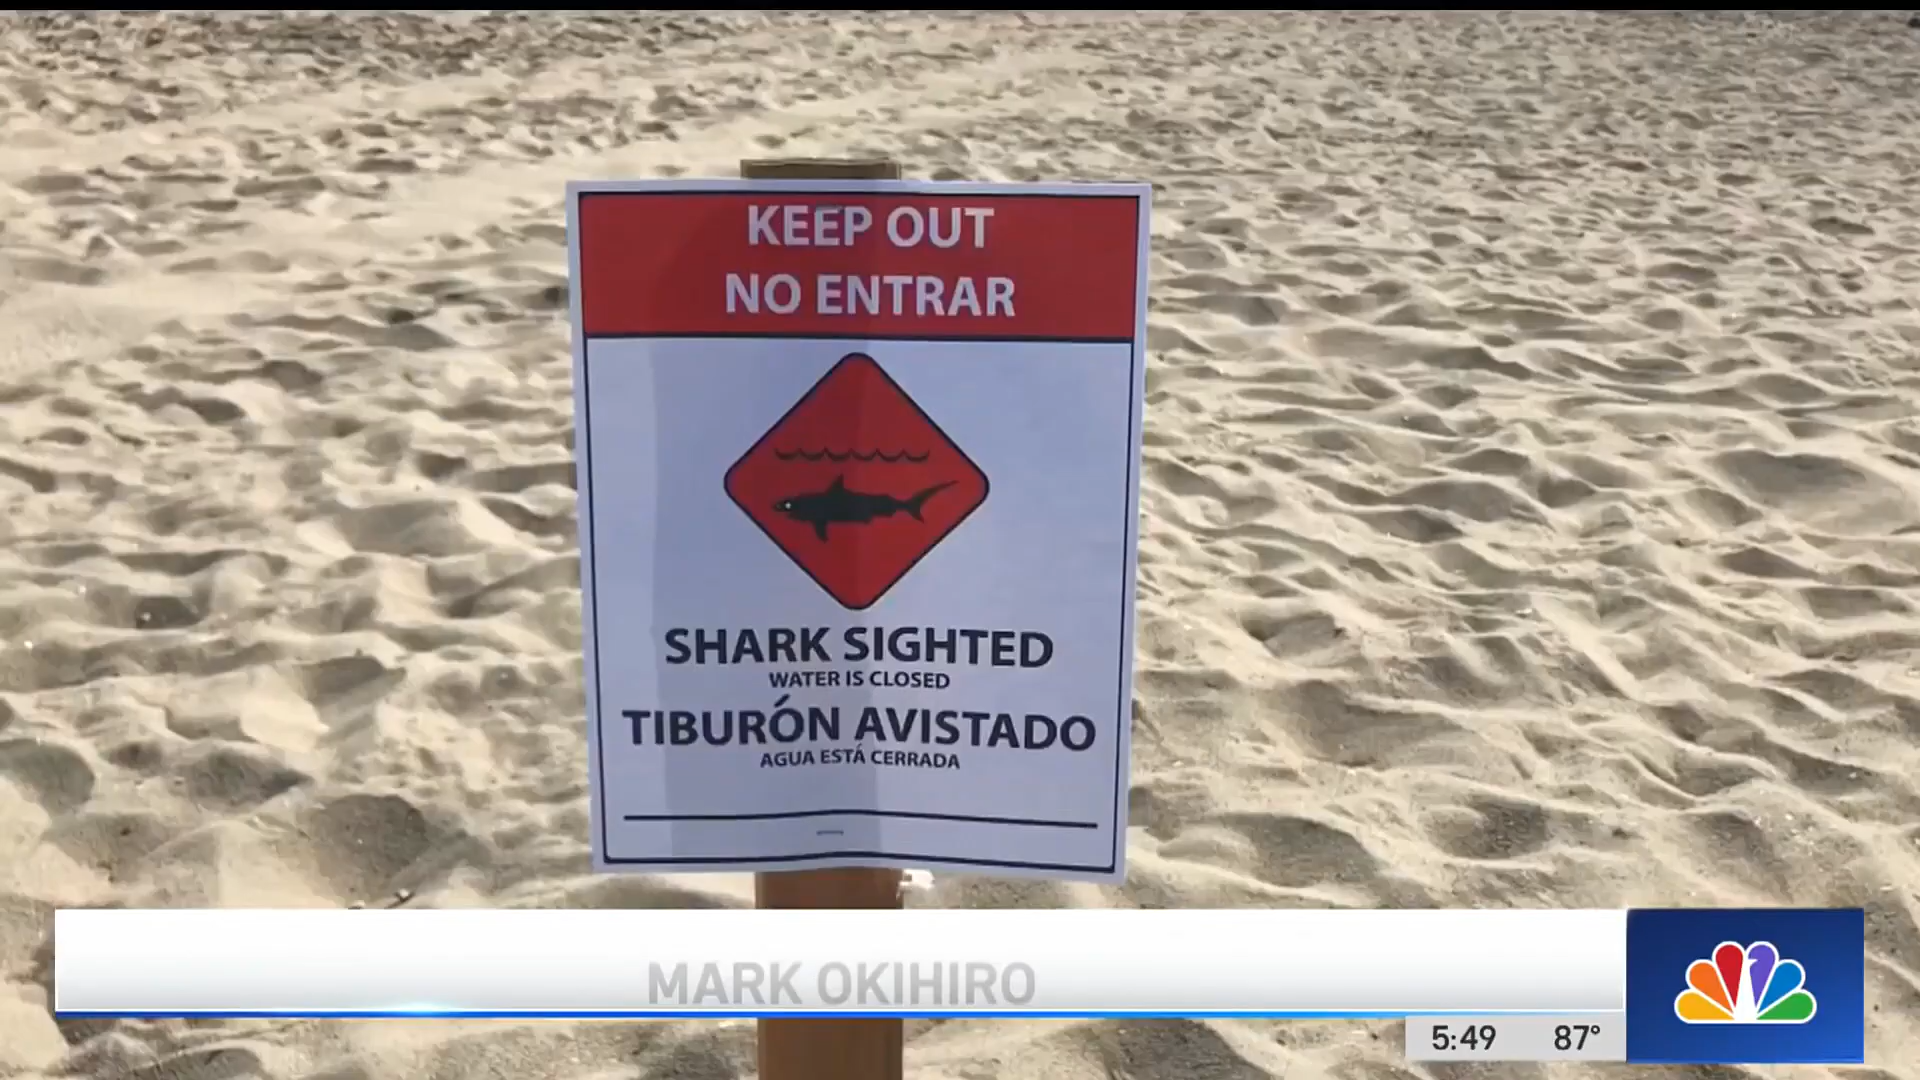 KEEP OUT
NO ENTRAR
SHARK SIGHTED
WATER IS CLOSED
TIBURÓN AVISTADO
AGUA ESTÁ CERRADA
MARK OKIHIRO
5:49 87°